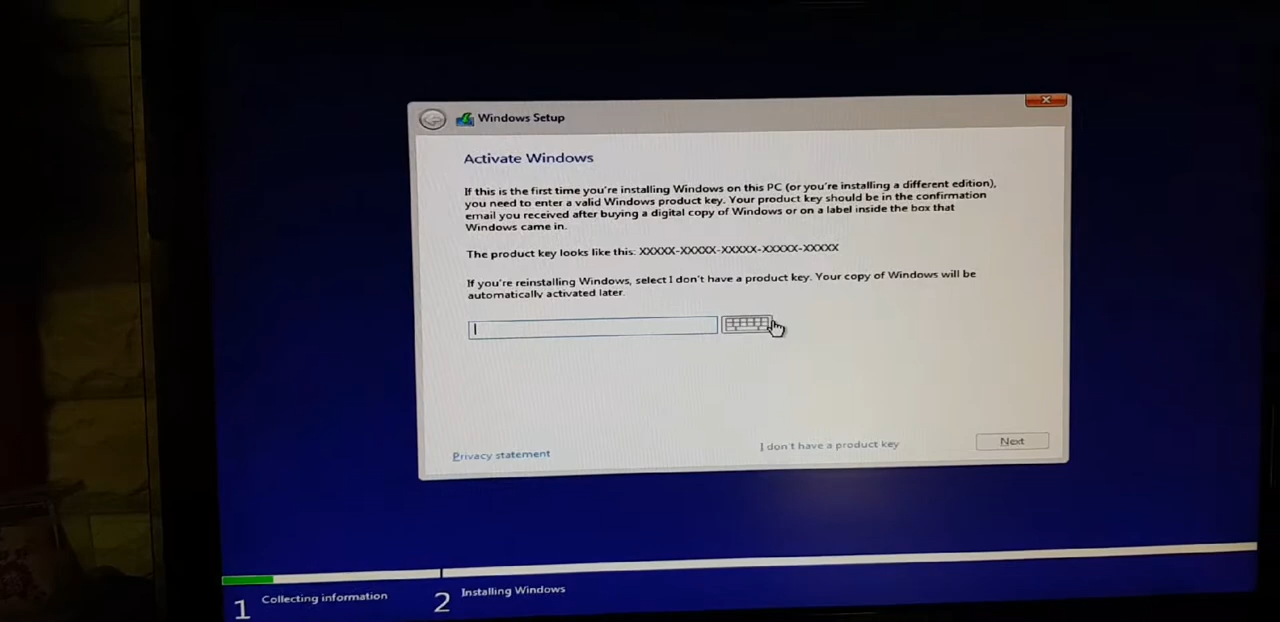 Windows Setup
Activate Windows
If this is the first time you're installing Windows on this PC (or you're installing a different edition),
you need to enter a valid Windows product key. Your product key should be in the confirmation
email you received after buying a digital copy of Windows or on a label inside the box that
Windows came in.
The product key looks like this: XXXXX-XXXXX-XXXXX-XXXXX-XXXXX
If you're reinstalling Windows, select I don't have a product key. Your copy of Windows will be
automatically activated later.
I don't have a product key
Next
Privacy statement
1 Collecting information
2 Installing Windows